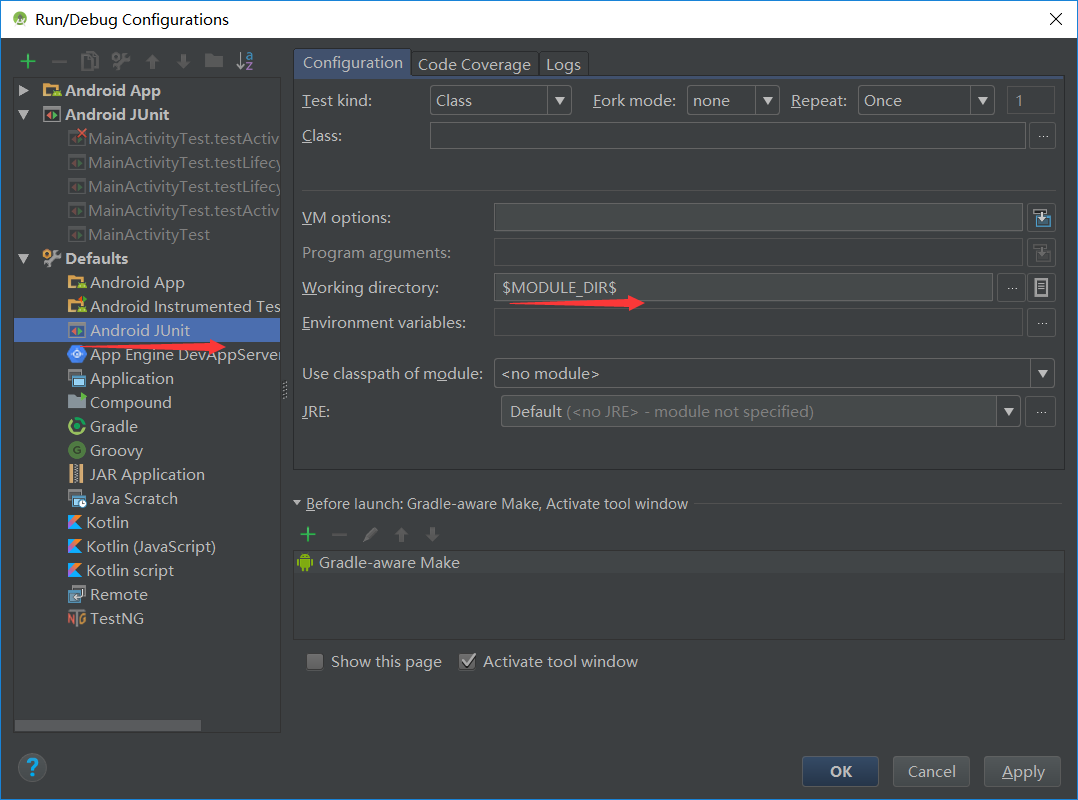 Run/Debug Configurations
Android App
Android JUnit
MainActivityTest.testActiv
MainActivityTest.testLifecy
MainActivityTest.testLifecy
MainActivityTest.testActiv
MainActivityTest
Defaults
Android App
Android Instrumented Tes
Android JUnit
App Engine DevAppServer
Application
Compound
Gradle
Groovy
JAR Application
Java Scratch
Kotlin
Kotlin (JavaScript)
Kotlin script
Remote
TestNG
Configuration Code Coverage Logs
Test kind: Class Fork mode: none Repeat: Once 1
Class: ...
VM options:
Program arguments:
Working directory: $MODULE_DIR$ ...
Environment variables: ...
Use classpath of module: <no module>
JRE: Default (<no JRE> - module not specified) ...
Before launch: Gradle-aware Make, Activate tool window
Gradle-aware Make
Show this page Activate tool window
? OK Cancel Apply